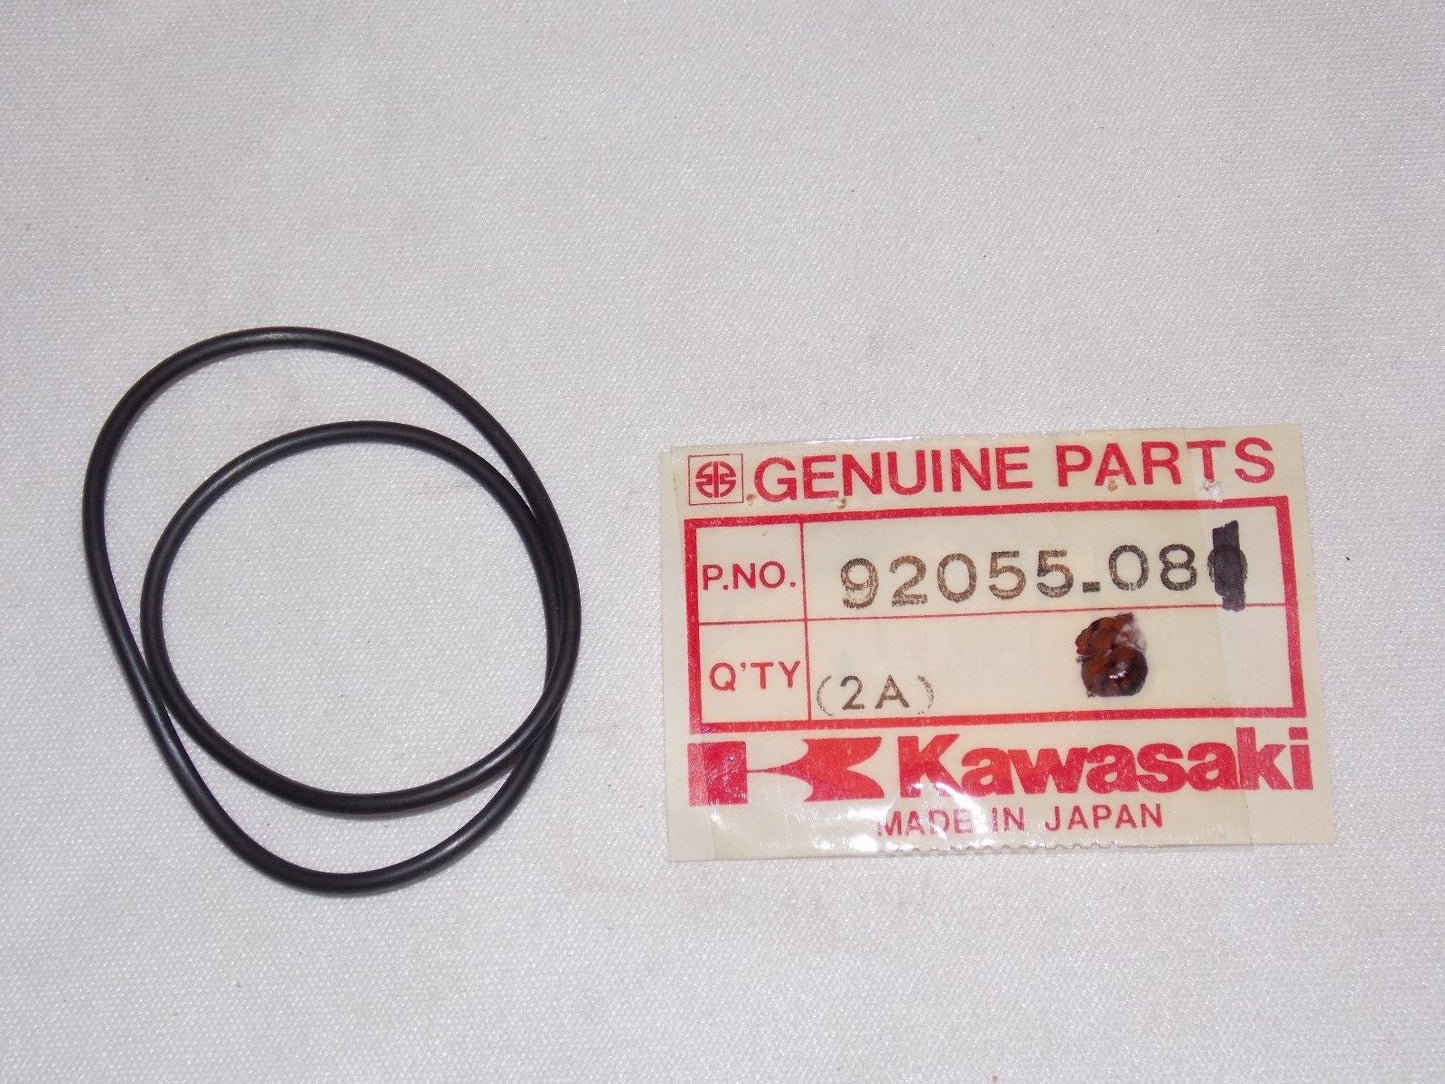 GENUINE PARTS
P.NO. 92055-08
Q'TY (2A)
Kawasaki
MADE IN JAPAN